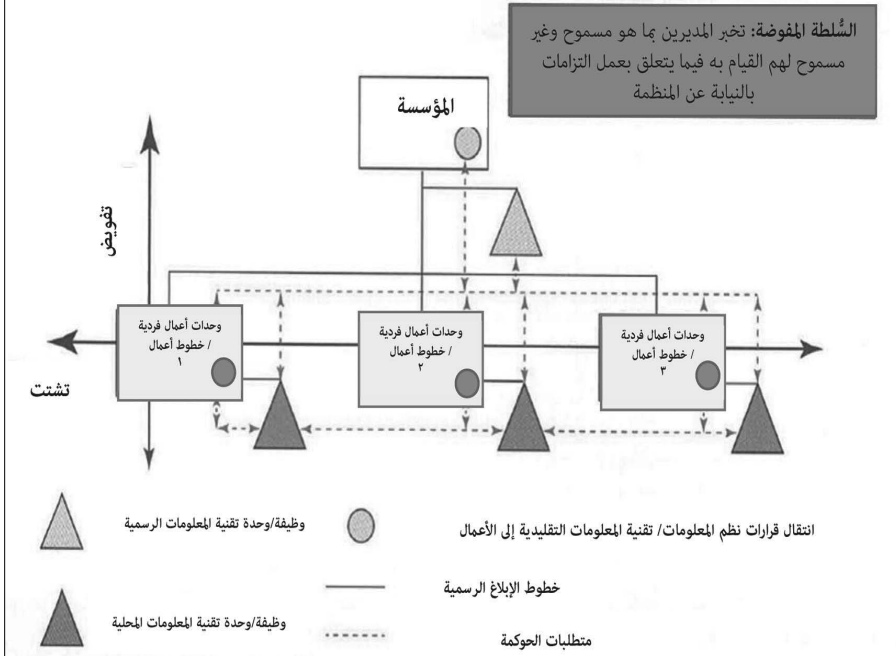 السُّلطة المفوضة: تخبر المديرين بما هو مسموح وغير
مسموح لهم القيام به فيما يتعلق بعمل التزامات
بالنيابة عن المنظمة
المؤسسة
تفويض
وحدات أعمال فردية
/ خطوط أعمال
١
وحدات أعمال فردية
/ خطوط أعمال
٢
وحدات أعمال فردية
/ خطوط أعمال
٣
تشتت
انتقال قرارات نظم المعلومات/ تقنية المعلومات التقليدية إلى الأعمال
وظيفة/وحدة تقنية المعلومات الرسمية
خطوط الإبلاغ الرسمية
وظيفة/وحدة تقنية المعلومات المحلية
متطلبات الحوكمة